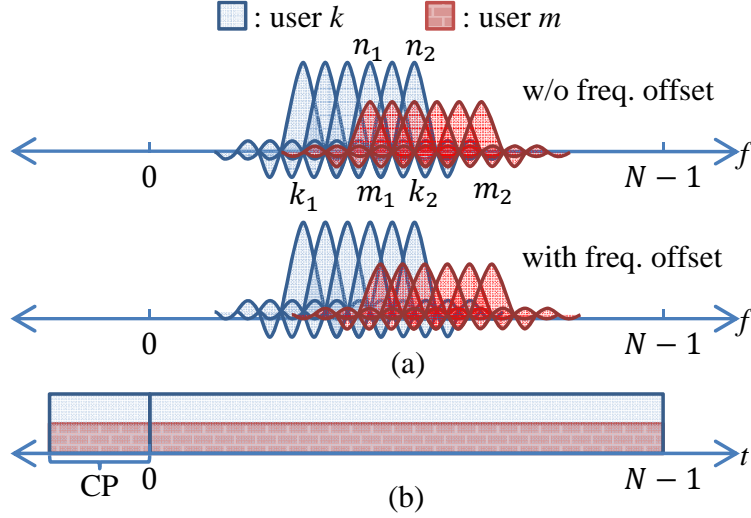 : user k : user m
n₁ n₂
w/o freq. offset
0 N − 1 f
k₁ m₁ k₂ m₂
with freq. offset
0 N − 1 f
(a)
CP 0 N − 1 t
(b)